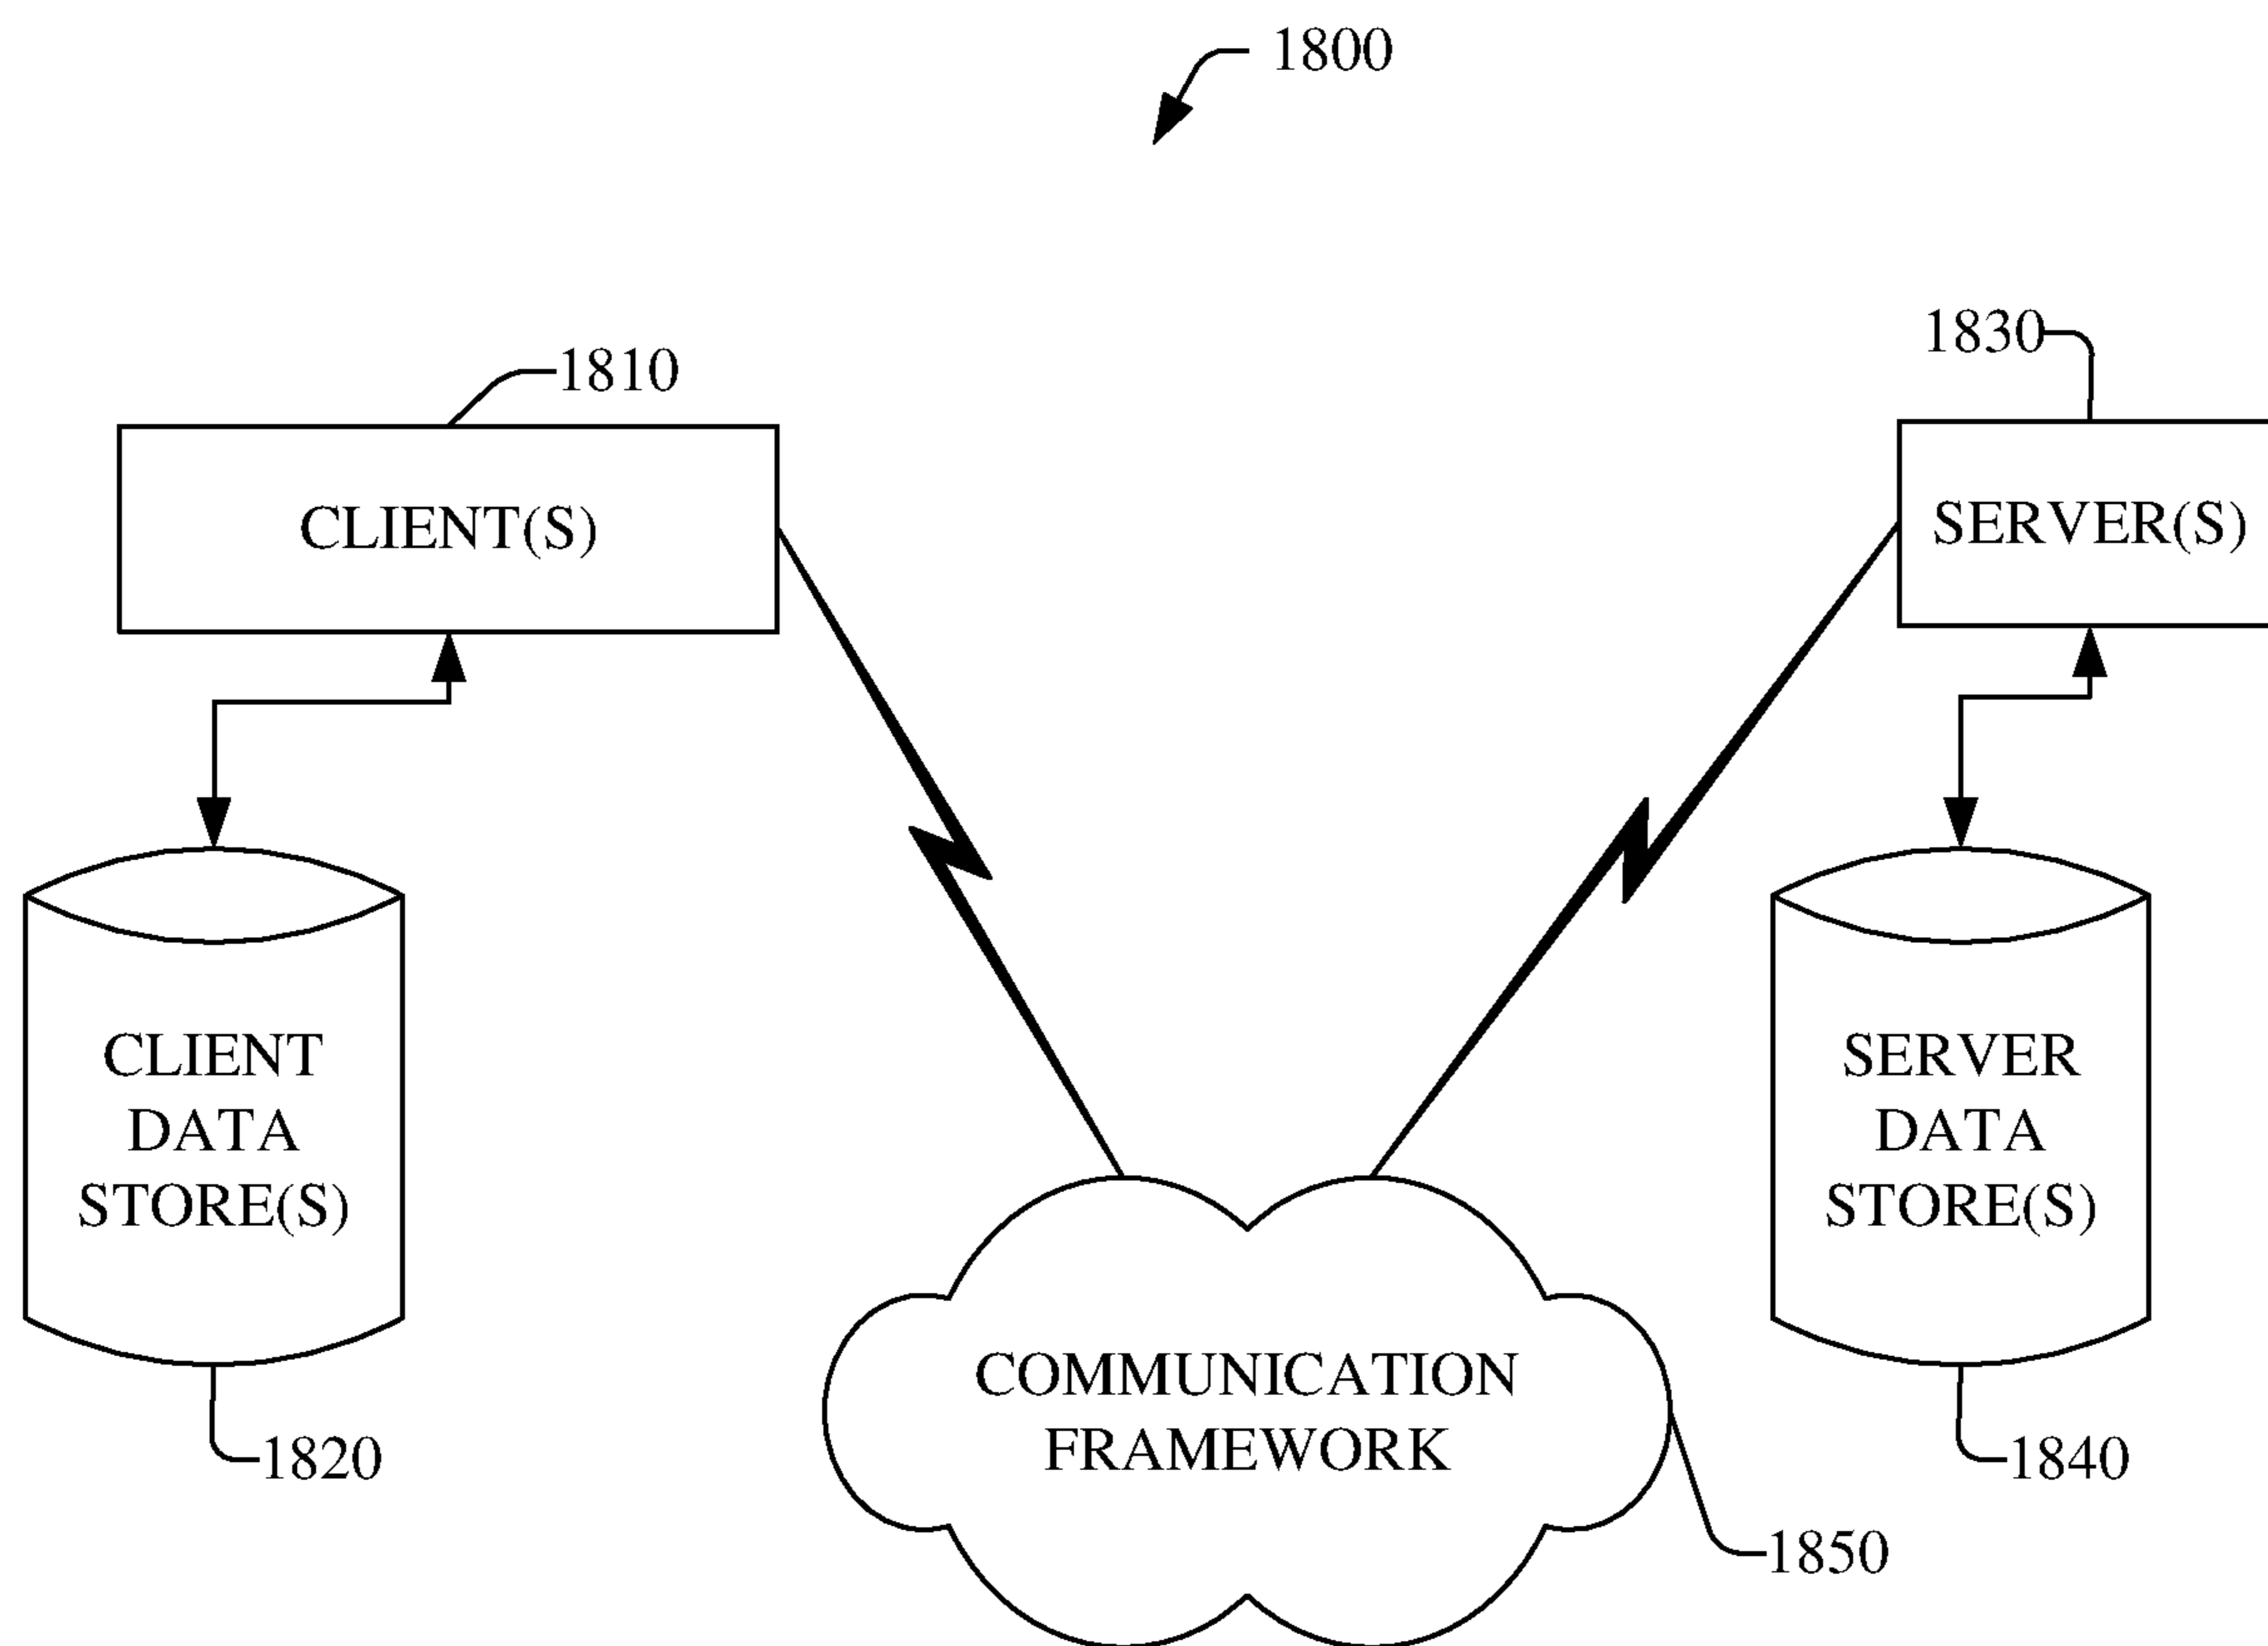 1800
1810
1830
CLIENT(S)
SERVER(S)
CLIENT
DATA
STORE(S)
SERVER
DATA
STORE(S)
COMMUNICATION
FRAMEWORK
1820
1840
1850